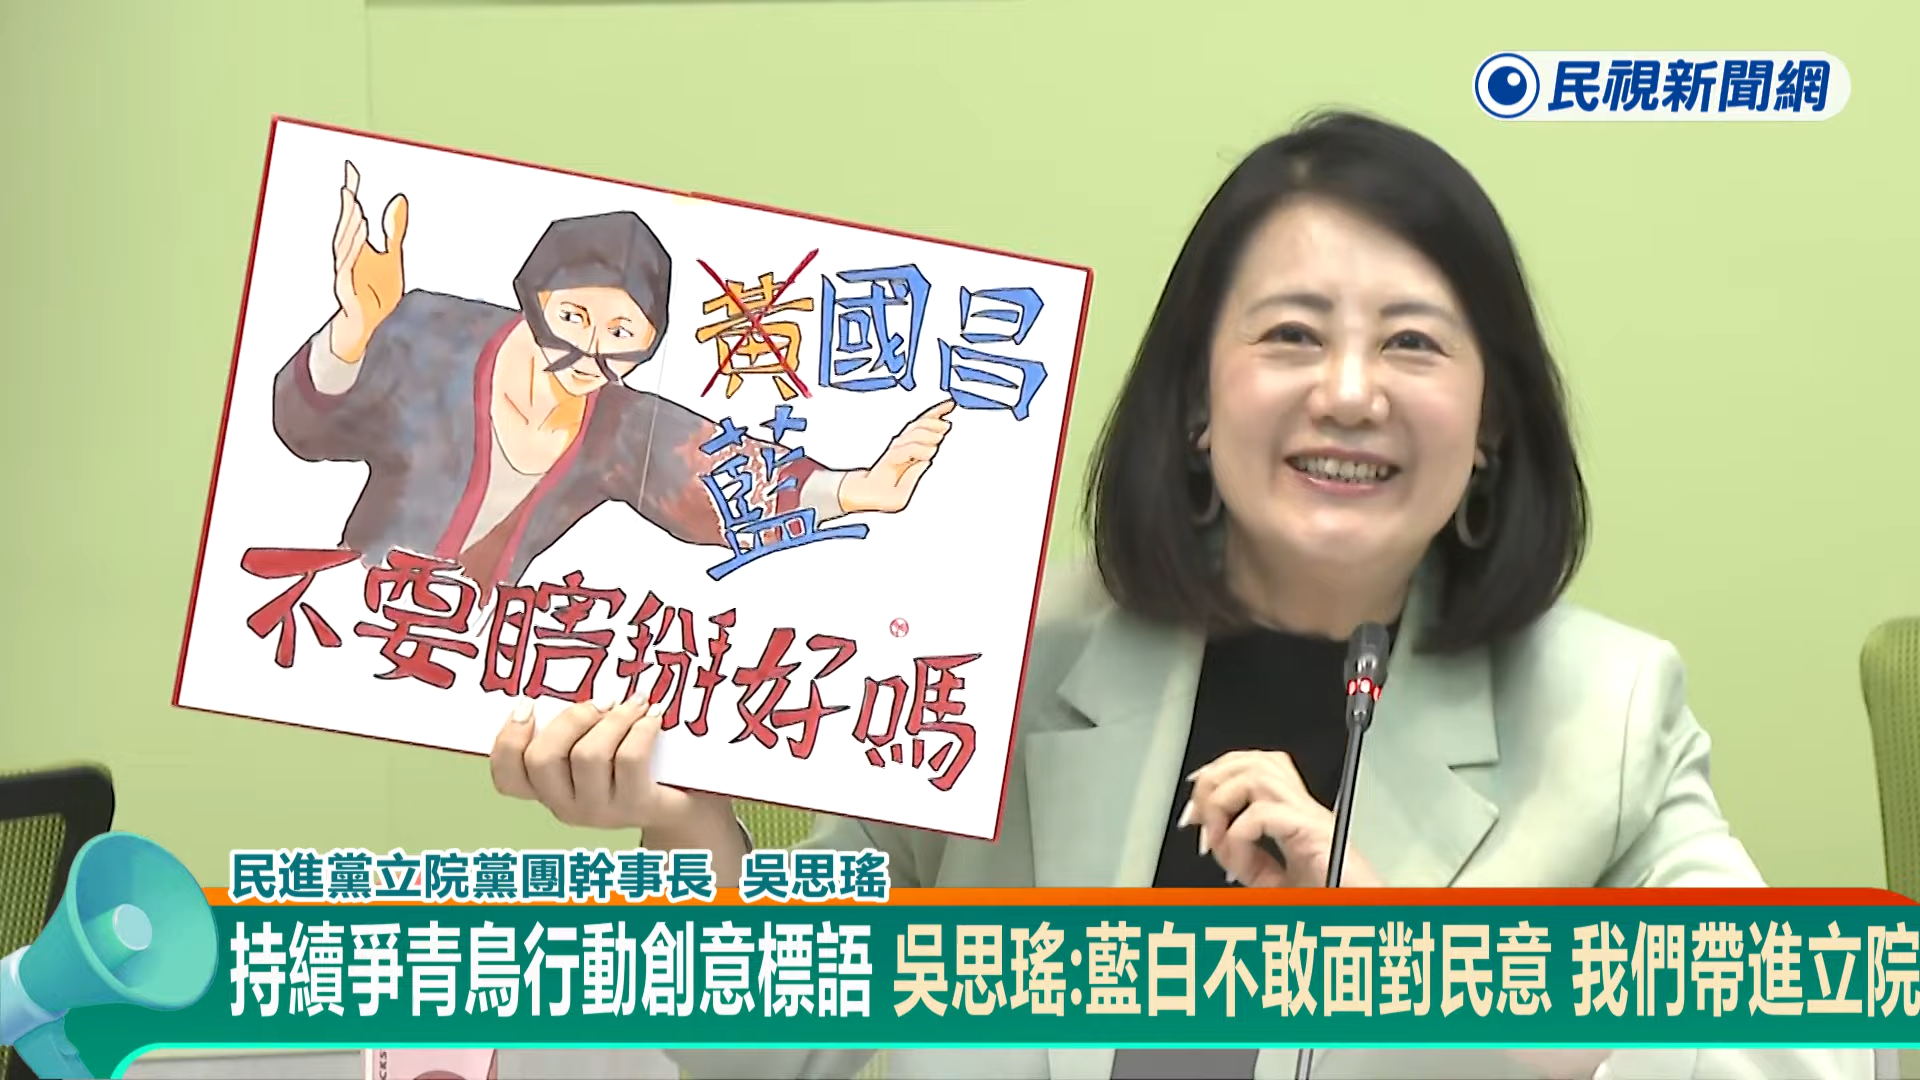 民視新聞網
黃國昌
藍
不要瞎掰好嗎
民進黨立院黨團幹事長 吳思瑤
持續爭青鳥行動創意標語 吳思瑤:藍白不敢面對民意 我們帶進立院